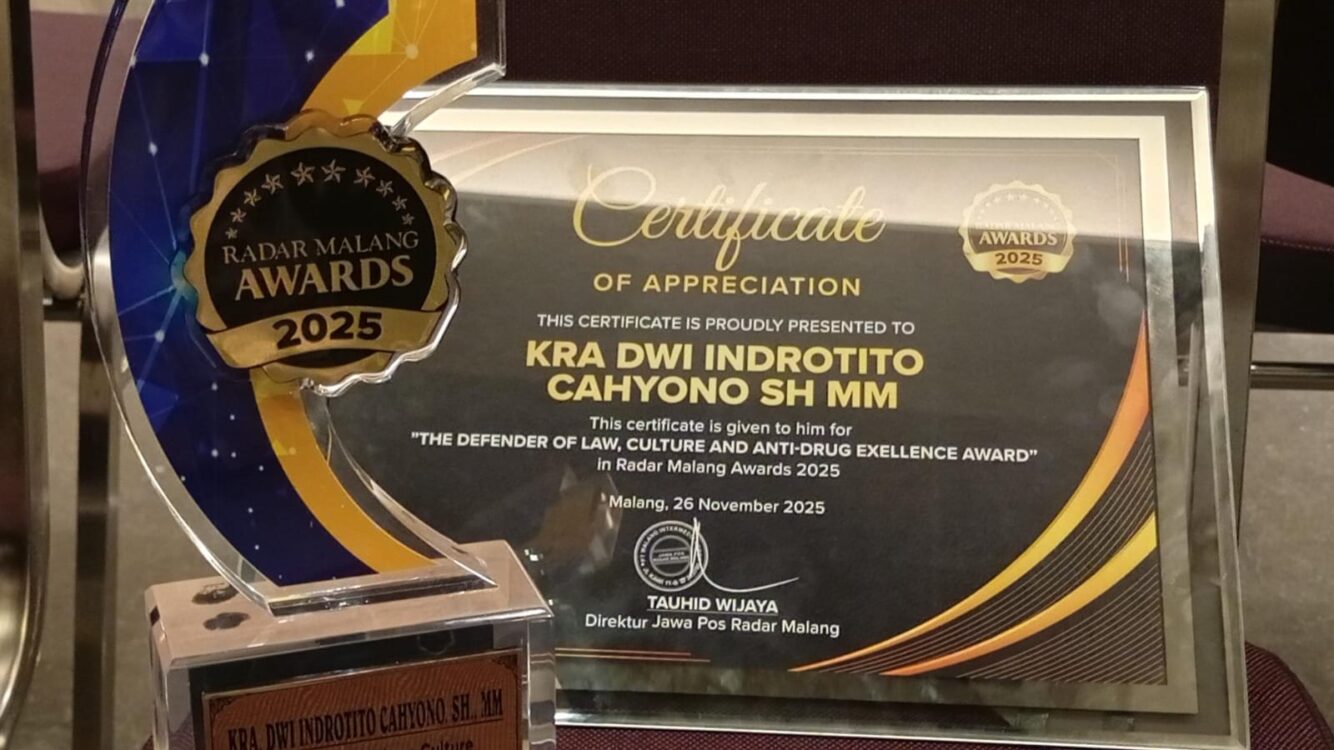 RADAR MALANG
AWARDS
2025
Certificate
OF APPRECIATION
RADAR MALANG
AWARDS
2025
THIS CERTIFICATE IS PROUDLY PRESENTED TO
KRA DWI INDROTITO
CAHYONO SH MM
This certificate is given to him for
"THE DEFENDER OF LAW, CULTURE AND ANTI-DRUG EXELLENCE AWARD"
in Radar Malang Awards 2025
Malang, 26 November 2025
TAUHID WIJAYA
Direktur Jawa Pos Radar Malang
KRA. DWI INDROTITO CAHYONO, SH., MM
Culture